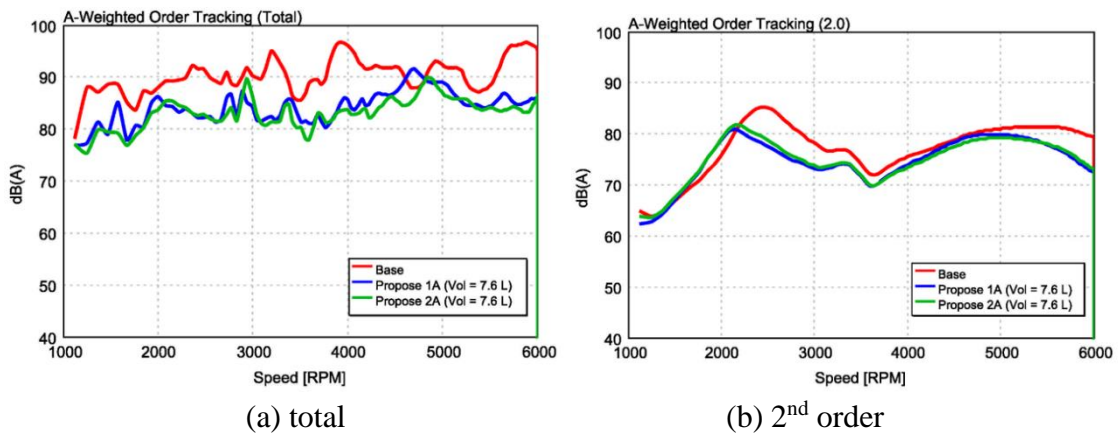 A-Weighted Order Tracking (Total)
100
90
80
70
60
50
40
dB(A)
1000 2000 3000 4000 5000 6000
Speed [RPM]
Base
Propose 1A (Vol = 7.6 L)
Propose 2A (Vol = 7.6 L)
(a) total
A-Weighted Order Tracking (2.0)
100
90
80
70
60
50
40
dB(A)
1000 2000 3000 4000 5000 6000
Speed [RPM]
Base
Propose 1A (Vol = 7.6 L)
Propose 2A (Vol = 7.6 L)
(b) 2nd order